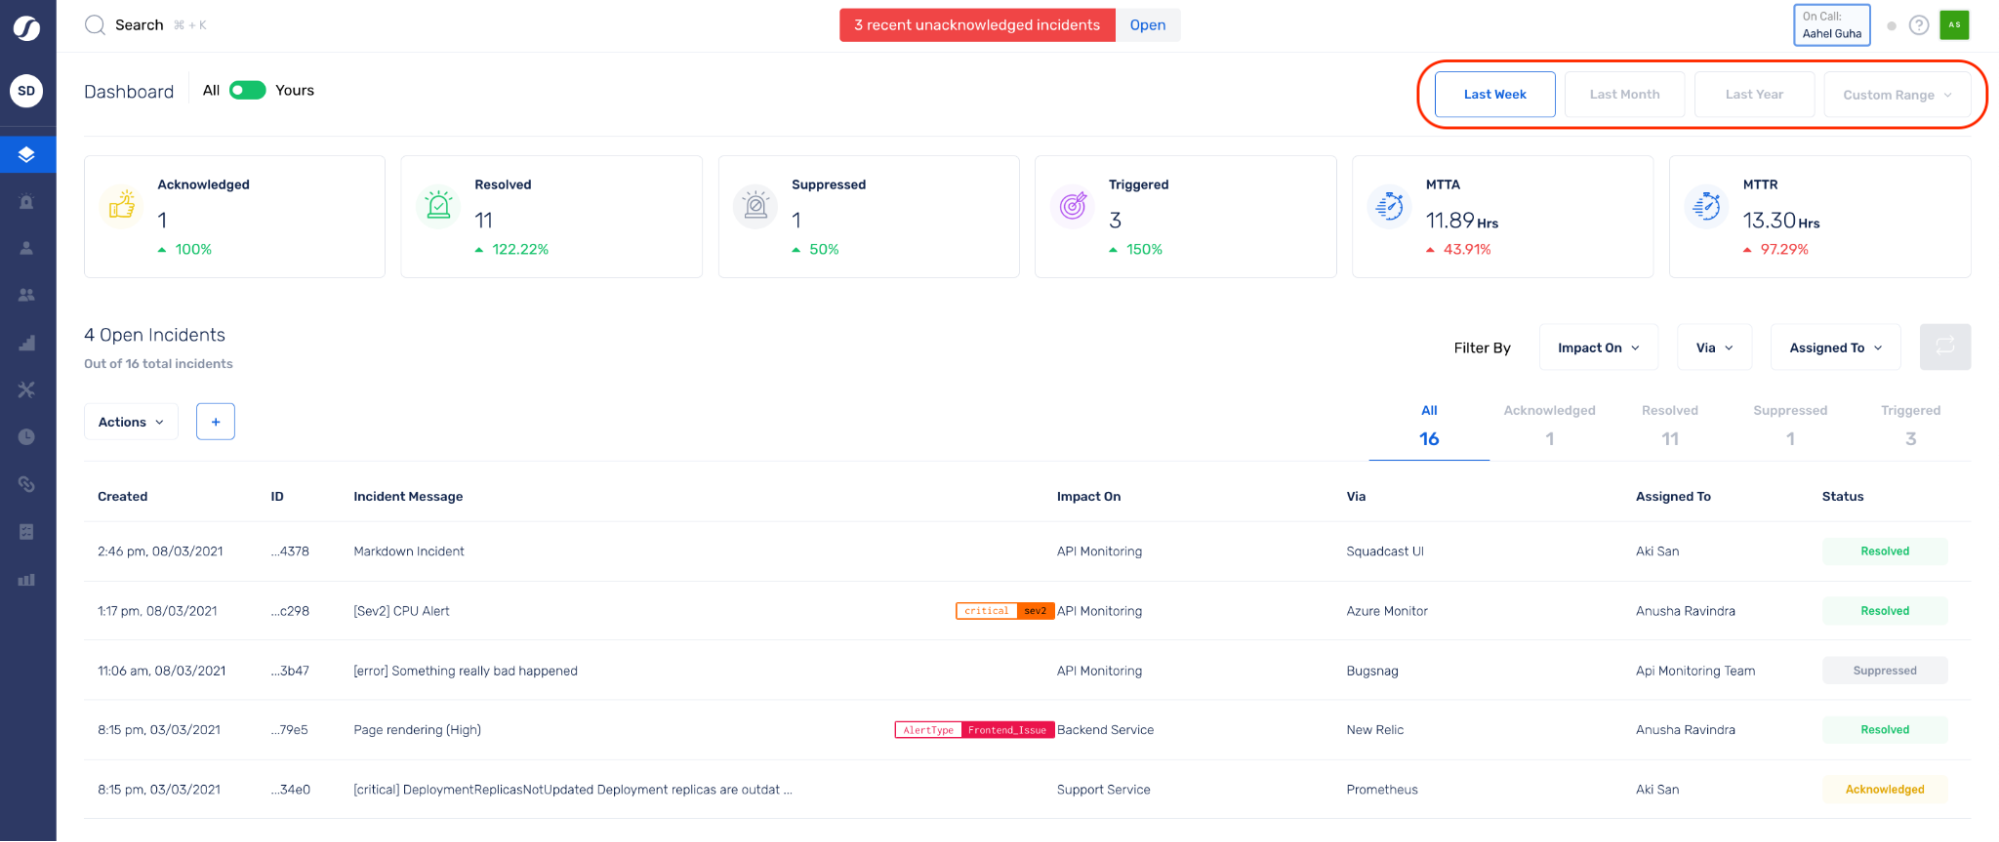 Search ⌘ + K
3 recent unacknowledged incidents Open
On Call:
Aahel Guha
A S
SD
Dashboard All Yours
Last Week Last Month Last Year Custom Range
Acknowledged
1
100%
Resolved
11
122.22%
Suppressed
1
50%
Triggered
3
150%
MTTA
11.89 Hrs
43.91%
MTTR
13.30 Hrs
97.29%
4 Open Incidents
Out of 16 total incidents
Filter By Impact On Via Assigned To
Actions +
All Acknowledged Resolved Suppressed Triggered
16 1 11 1 3
Created ID Incident Message Impact On Via Assigned To Status
2:46 pm, 08/03/2021 ...4378 Markdown Incident API Monitoring Squadcast UI Aki San Resolved
1:17 pm, 08/03/2021 ...c298 [Sev2] CPU Alert critical sev2 API Monitoring Azure Monitor Anusha Ravindra Resolved
11:06 am, 08/03/2021 ...3b47 [error] Something really bad happened API Monitoring Bugsnag Api Monitoring Team Suppressed
8:15 pm, 03/03/2021 ...79e5 Page rendering (High) AlertType Frontend_Issue Backend Service New Relic Anusha Ravindra Resolved
8:15 pm, 03/03/2021 ...34e0 [critical] DeploymentReplicasNotUpdated Deployment replicas are outdat ... Support Service Prometheus Aki San Acknowledged